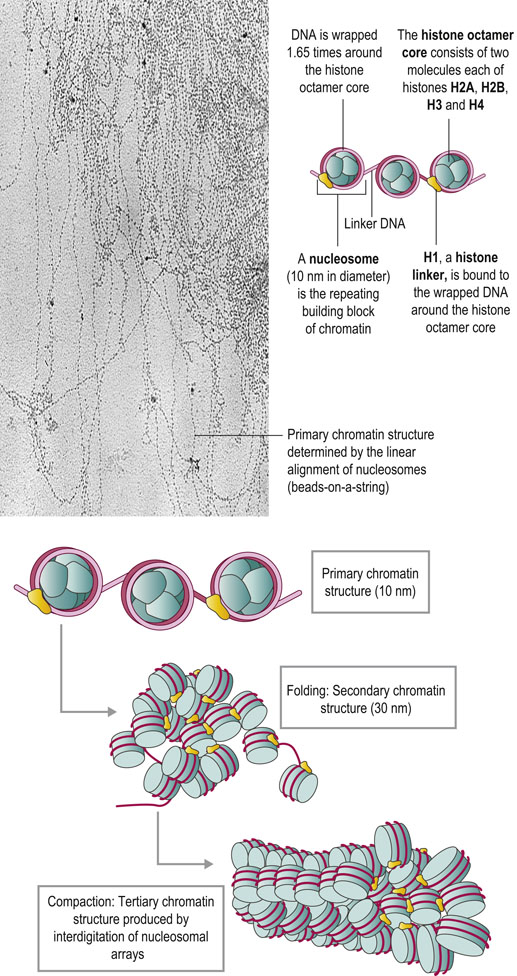 DNA is wrapped
1.65 times around
the histone
octamer core
The histone octamer
core consists of two
molecules each of
histones H2A, H2B,
H3 and H4
Linker DNA
A nucleosome
(10 nm in diameter)
is the repeating
building block
of chromatin
H1, a histone
linker, is bound to
the wrapped DNA
around the histone
octamer core
Primary chromatin structure
determined by the linear
alignment of nucleosomes
(beads-on-a-string)
Primary chromatin
structure (10 nm)
Folding: Secondary chromatin
structure (30 nm)
Compaction: Tertiary chromatin
structure produced by
interdigitation of nucleosomal
arrays